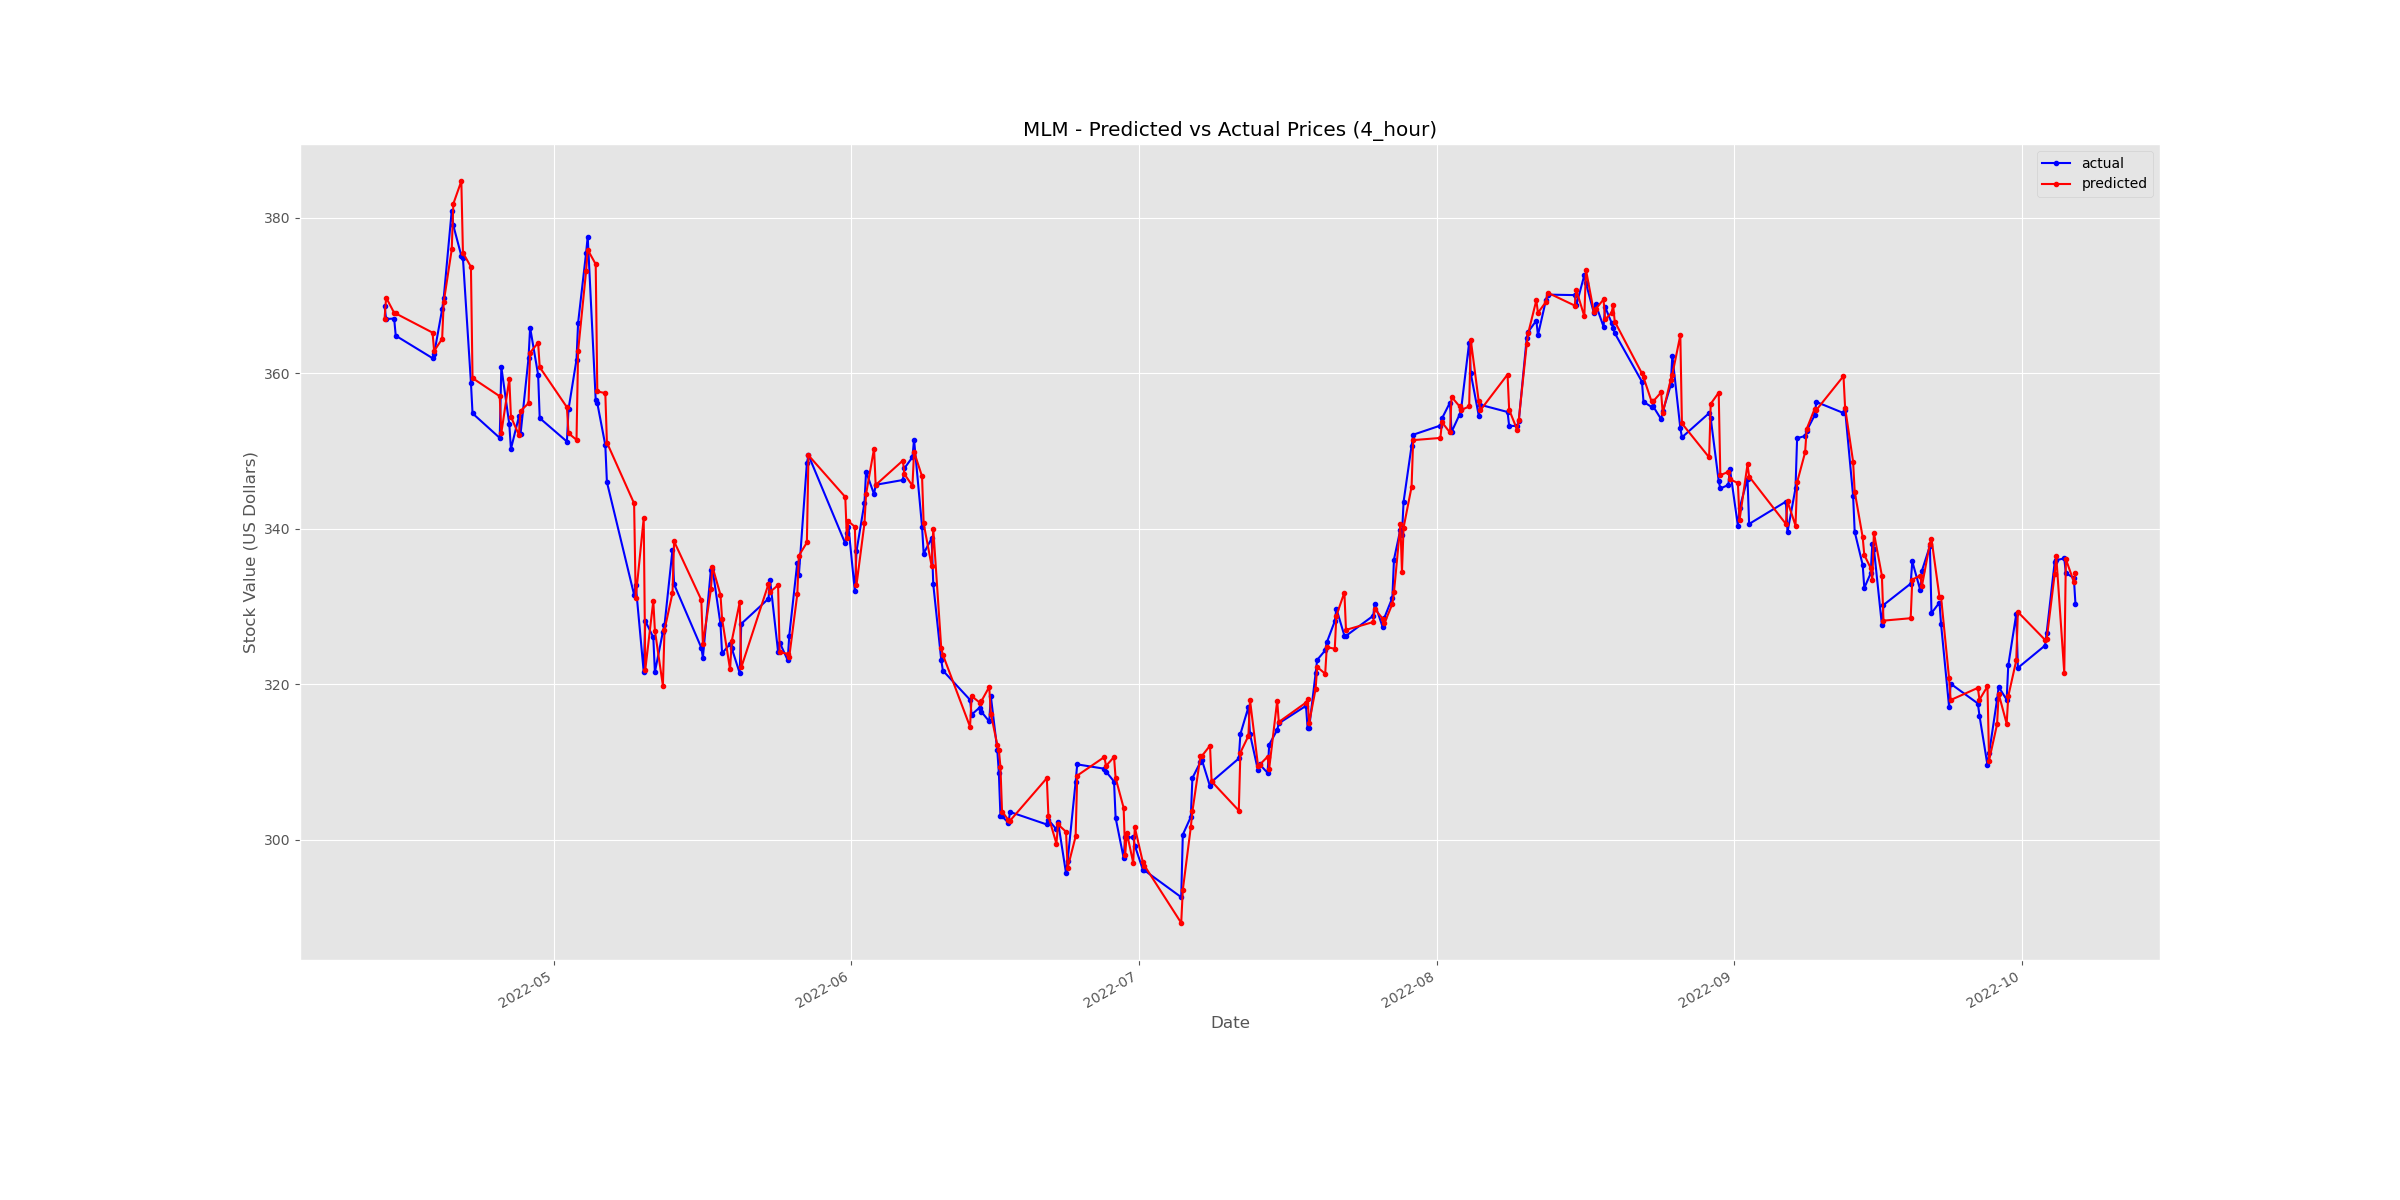 MLM - Predicted vs Actual Prices (4_hour)
actual
predicted
380
360
340
320
300
Stock Value (US Dollars)
2022-05
2022-06
2022-07
2022-08
2022-09
2022-10
Date